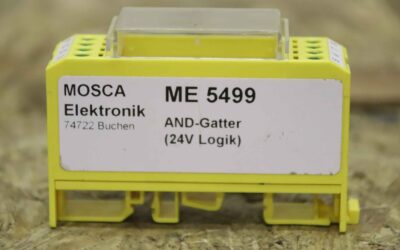 MOSCA
Elektronik
74722 Buchen
ME 5499
AND-Gatter
(24V Logik)